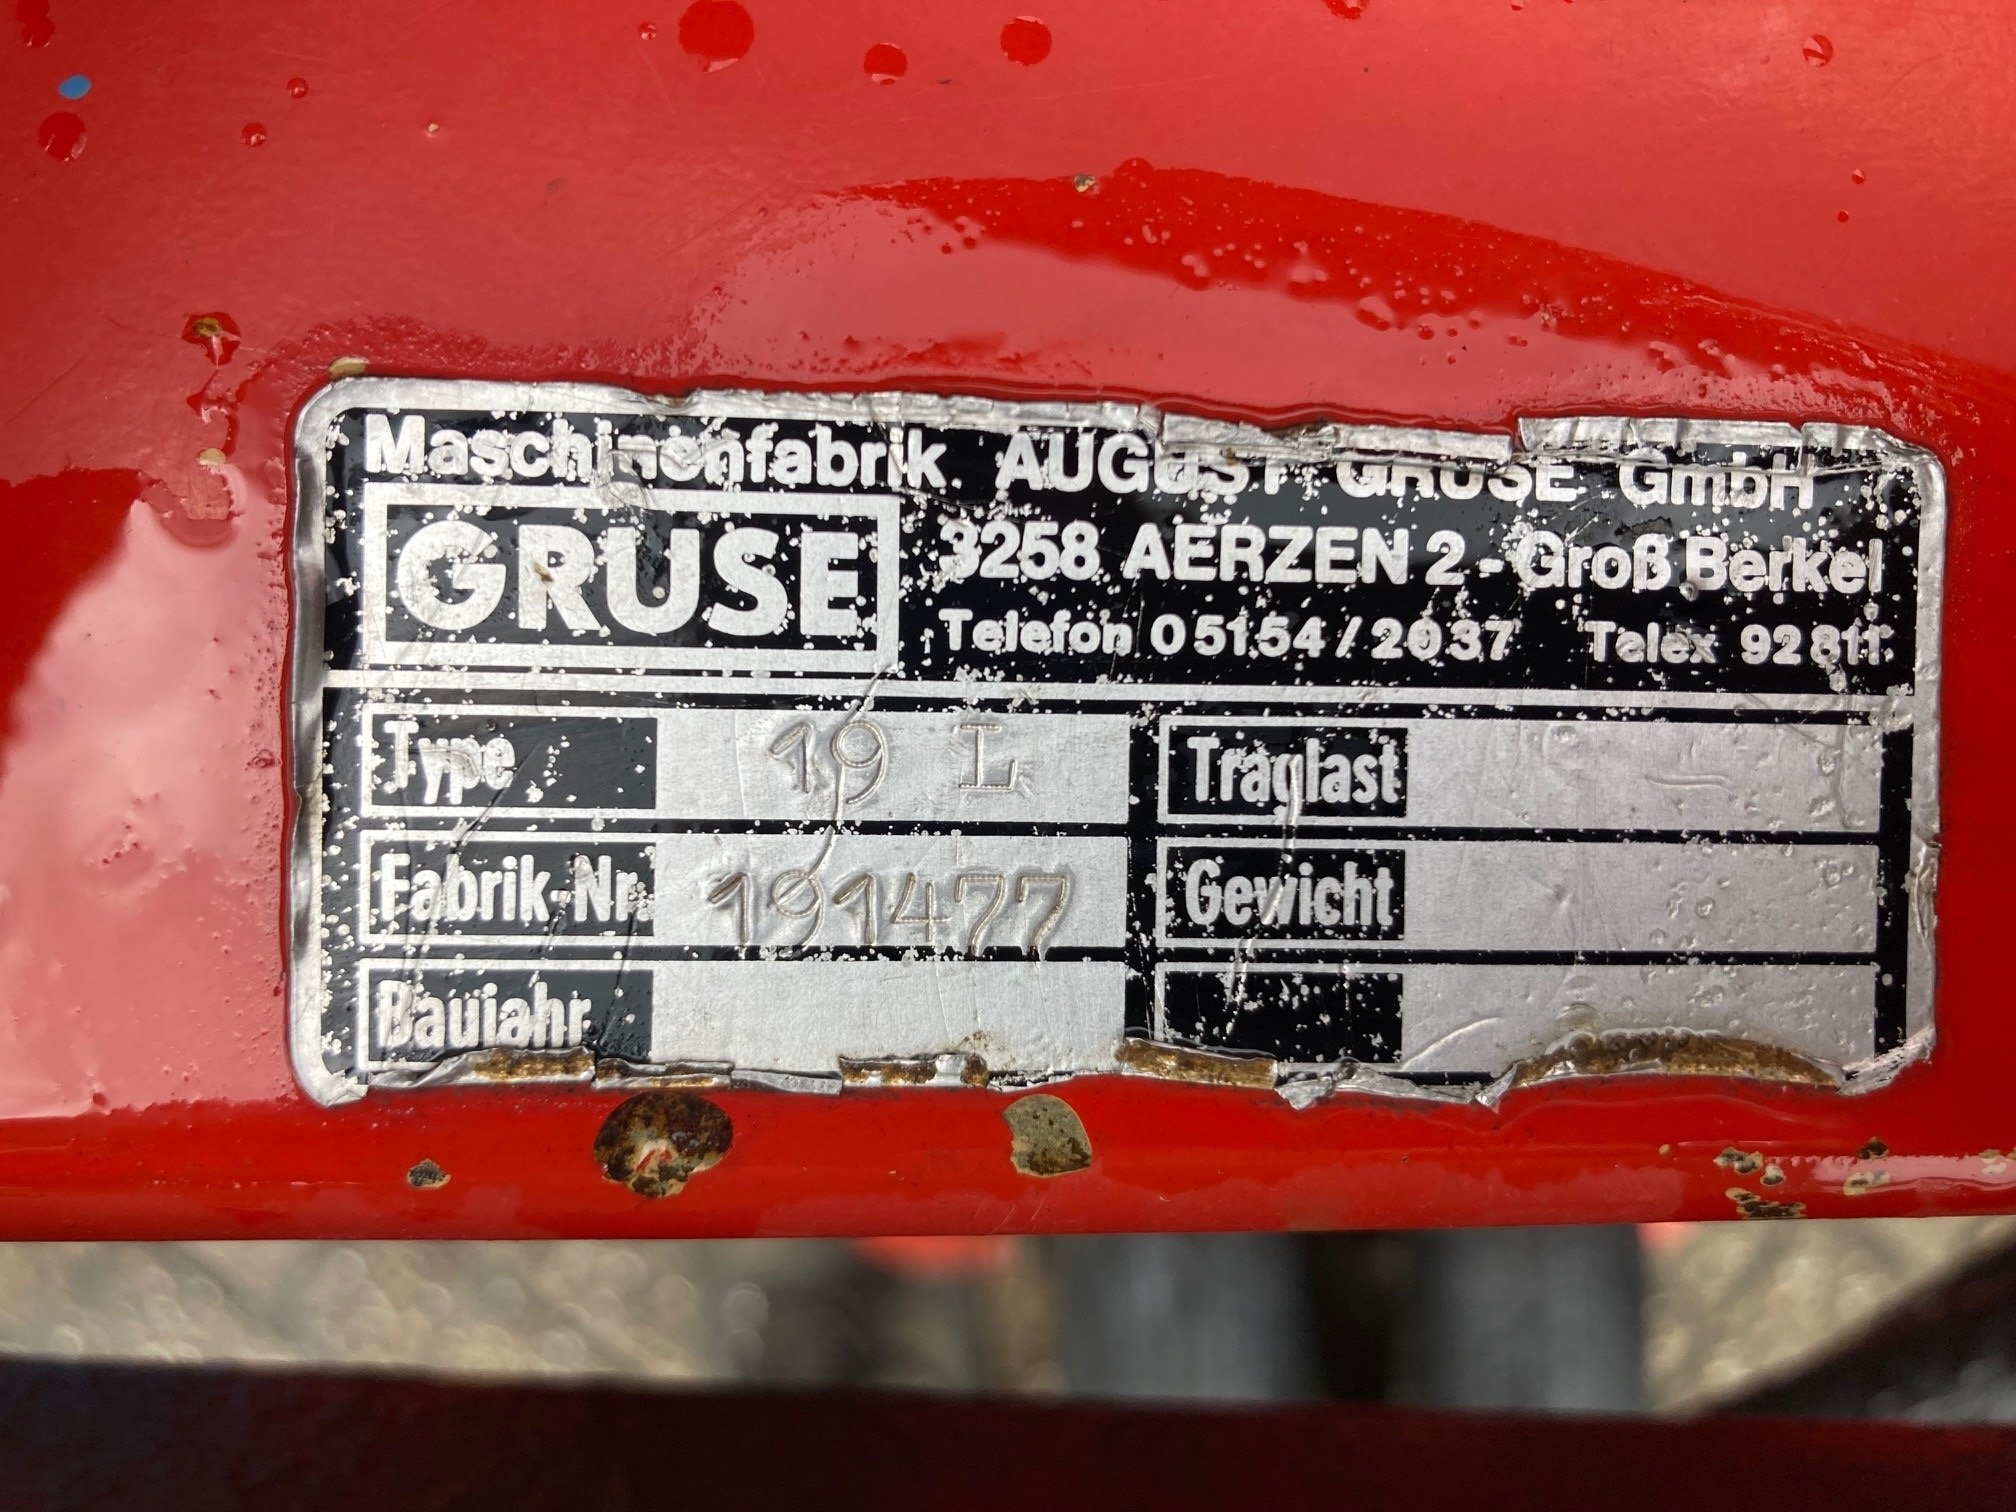 Maschinenfabrik AUGUST GRUSE GmbH
GRUSE
3258 AERZEN 2 - Groß Berkel
Telefon 05154/2037 Telex 92811
Type 19 L
Traglast
Fabrik-Nr. 191477
Gewicht
Baujahr